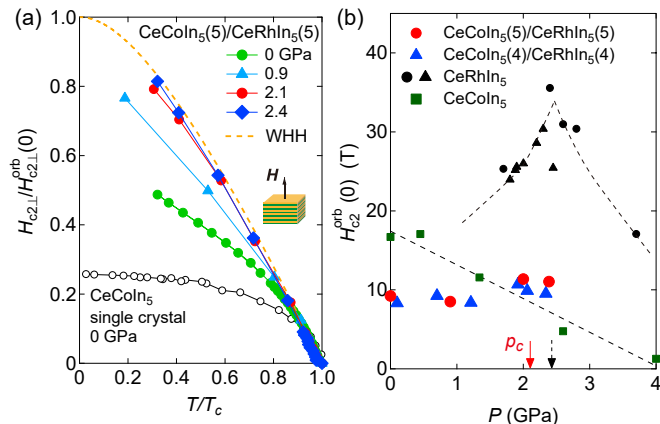 (a)
CeCoIn5(5)/CeRhIn5(5)
0 GPa
0.9
2.1
2.4
WHH
H
CeCoIn5
single crystal
0 GPa
Hc2⊥/Hc2⊥orb(0)
1.0
0.8
0.6
0.4
0.2
0
0
0.2
0.4
0.6
0.8
1.0
T/Tc
(b)
CeCoIn5(5)/CeRhIn5(5)
CeCoIn5(4)/CeRhIn5(4)
CeRhIn5
CeCoIn5
Hc2orb(0) (T)
40
30
20
10
0
pc
0
1
2
3
4
P (GPa)